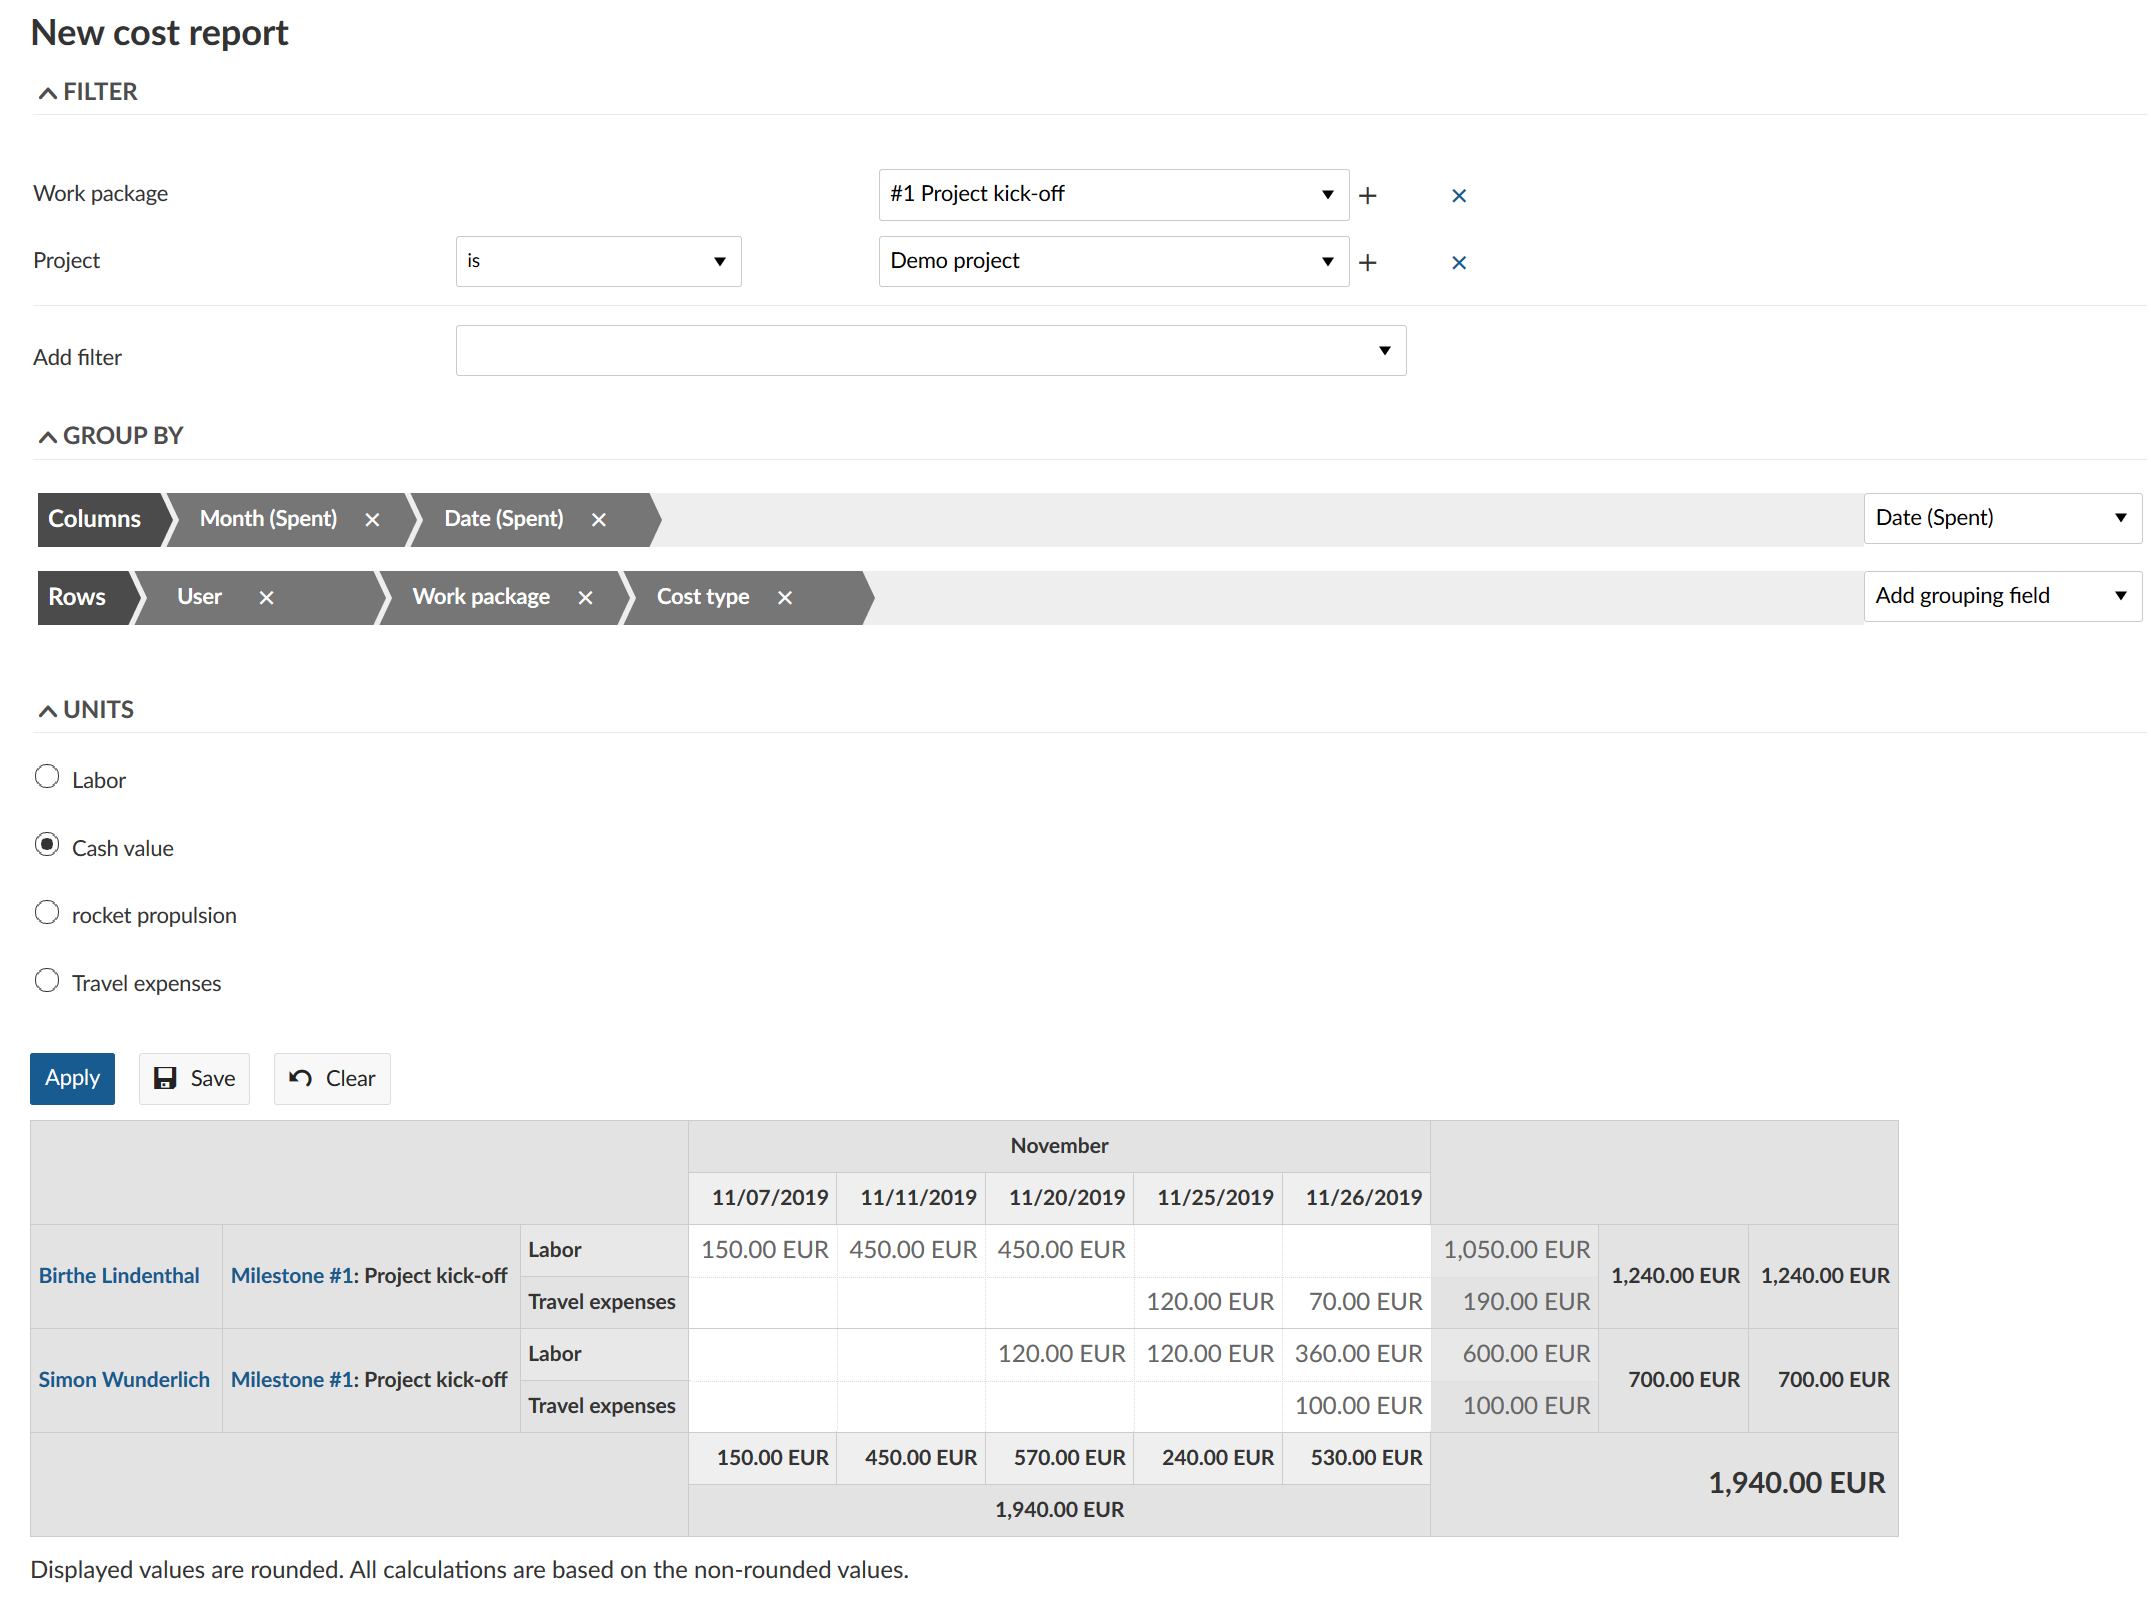 New cost report
FILTER
Work package #1 Project kick-off
Project is Demo project
Add filter
GROUP BY
Columns Month (Spent) Date (Spent) Date (Spent)
Rows User Work package Cost type Add grouping field
UNITS
Labor
Cash value
rocket propulsion
Travel expenses
Apply Save Clear
November
11/07/2019 11/11/2019 11/20/2019 11/25/2019 11/26/2019
Birthe Lindenthal Milestone #1: Project kick-off Labor 150.00 EUR 450.00 EUR 450.00 EUR 1,050.00 EUR 1,240.00 EUR 1,240.00 EUR
Travel expenses 120.00 EUR 70.00 EUR 190.00 EUR
Simon Wunderlich Milestone #1: Project kick-off Labor 120.00 EUR 120.00 EUR 360.00 EUR 600.00 EUR 700.00 EUR 700.00 EUR
Travel expenses 100.00 EUR 100.00 EUR
150.00 EUR 450.00 EUR 570.00 EUR 240.00 EUR 530.00 EUR
1,940.00 EUR
1,940.00 EUR
Displayed values are rounded. All calculations are based on the non-rounded values.